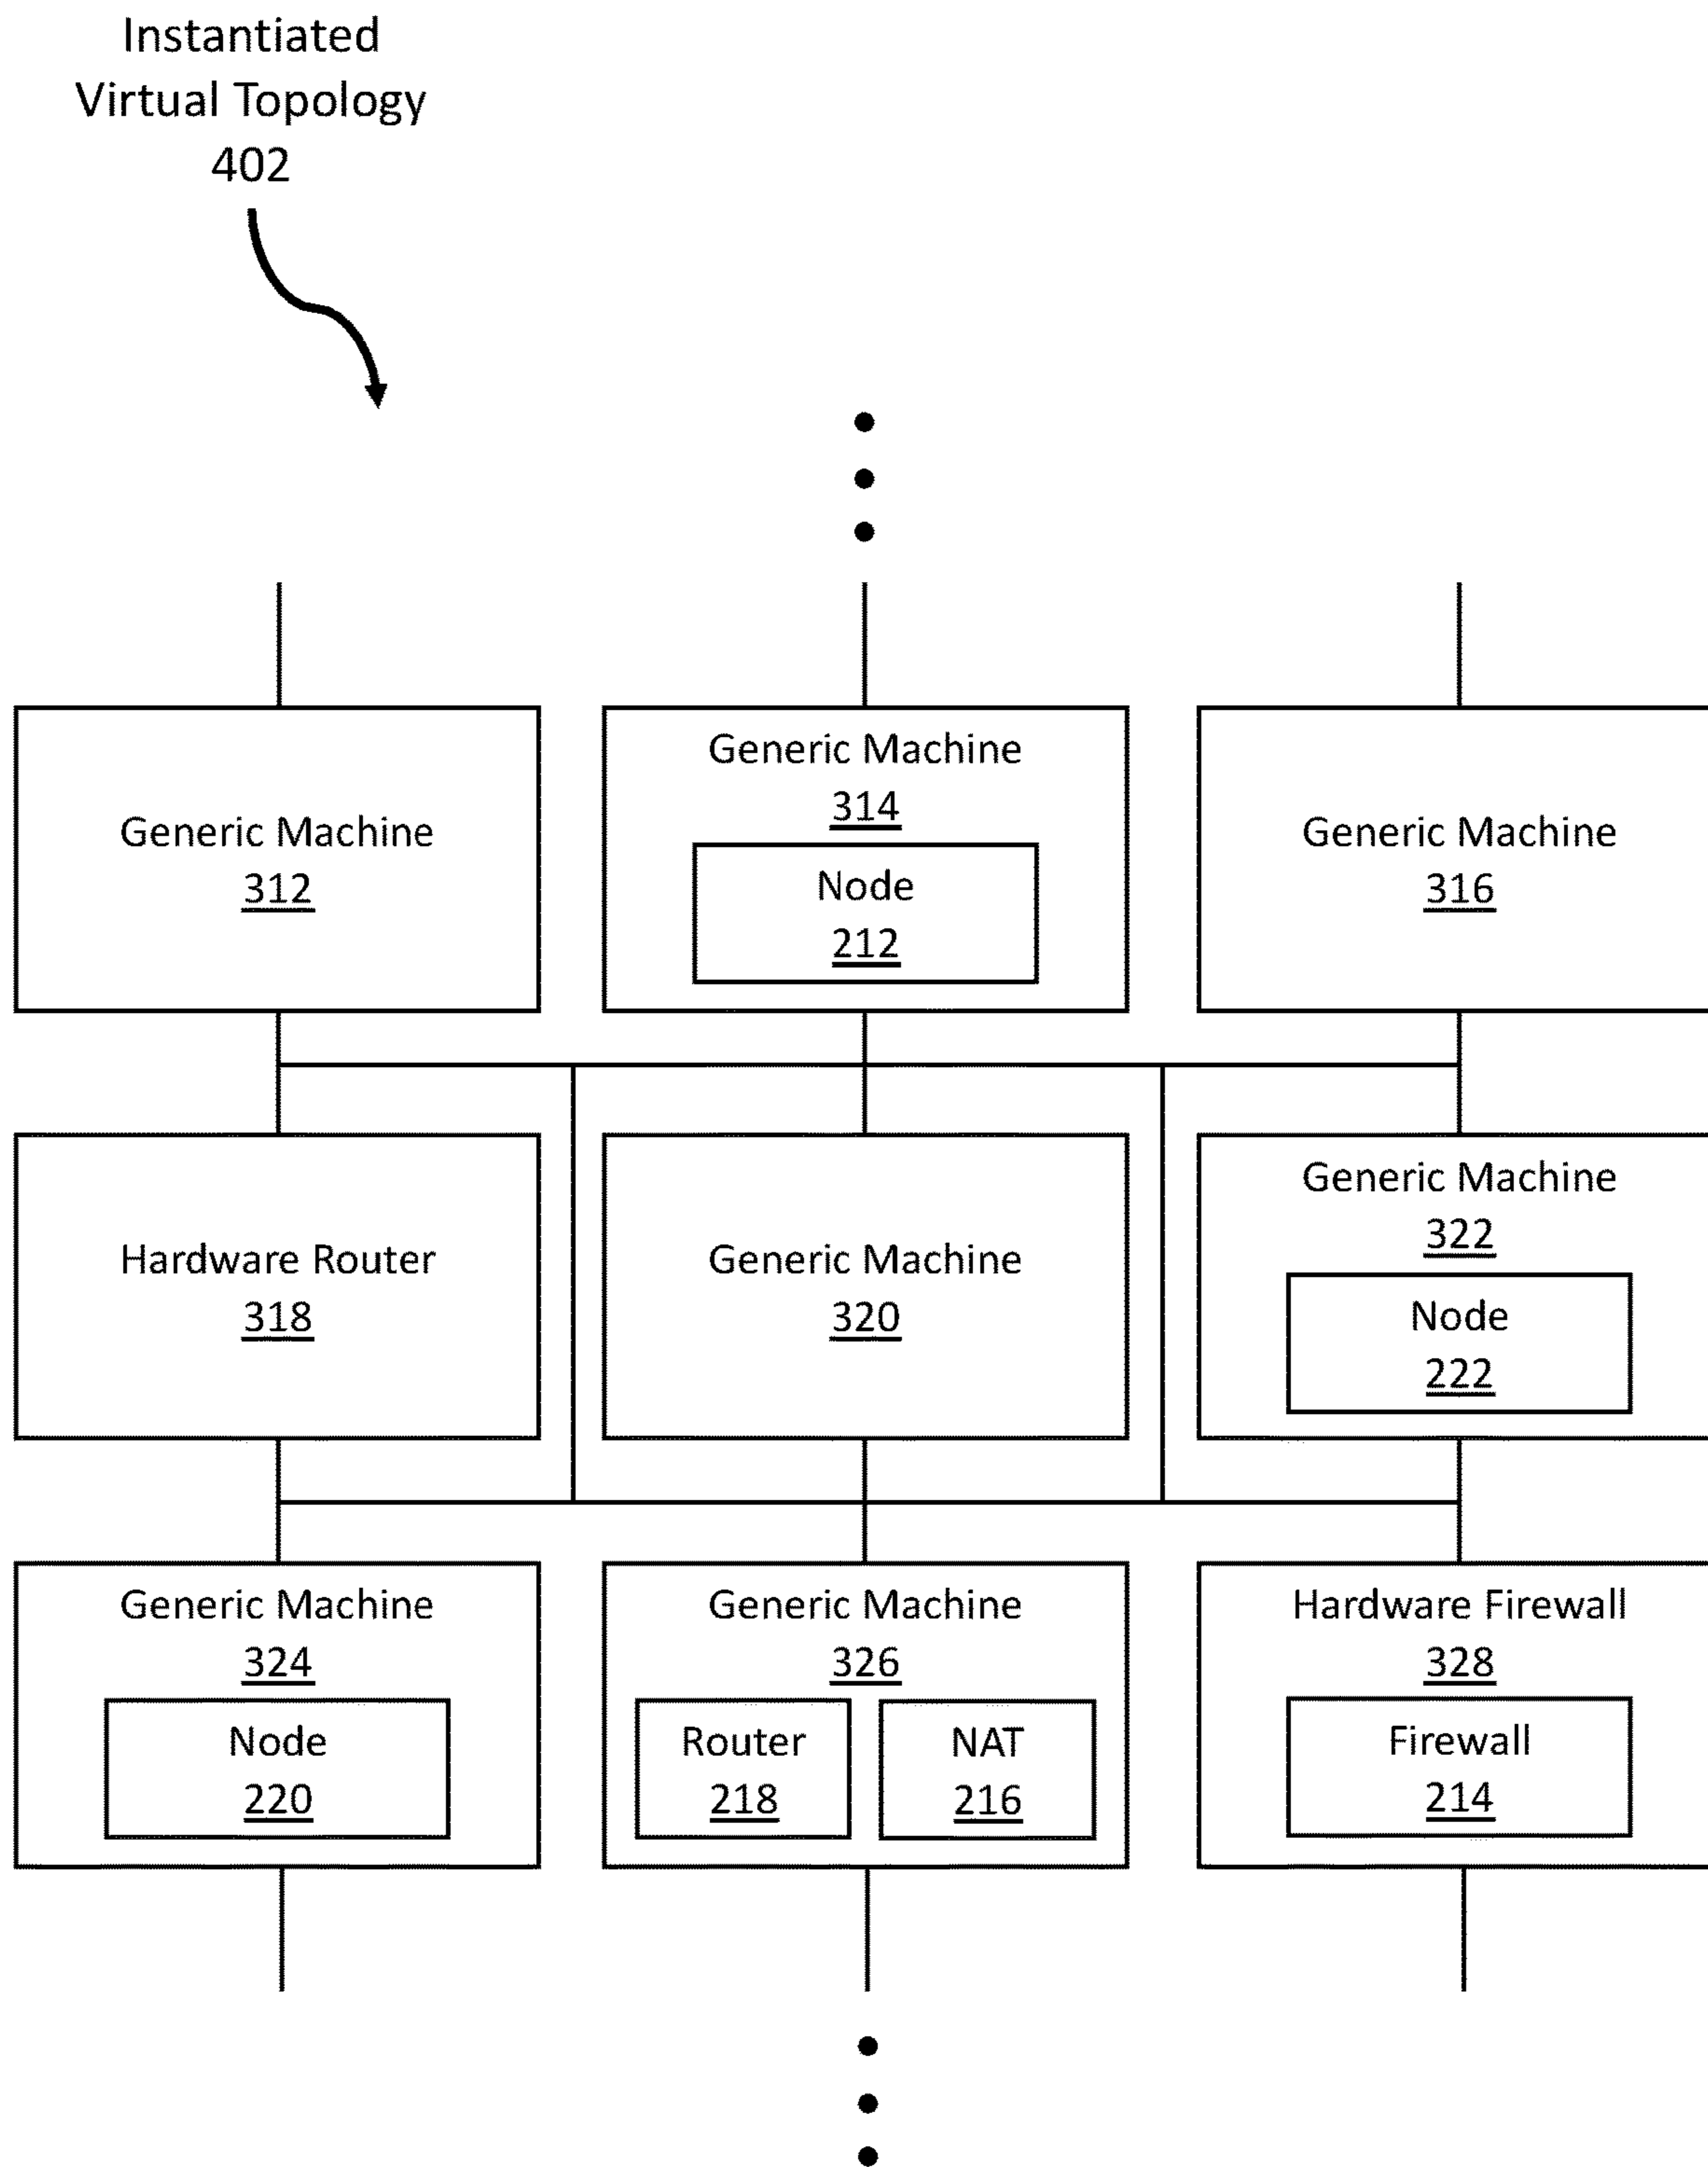 Instantiated
Virtual Topology
402
Generic Machine
312
Generic Machine
314
Node
212
Generic Machine
316
Hardware Router
318
Generic Machine
320
Generic Machine
322
Node
222
Generic Machine
324
Node
220
Generic Machine
326
Router
218
NAT
216
Hardware Firewall
328
Firewall
214